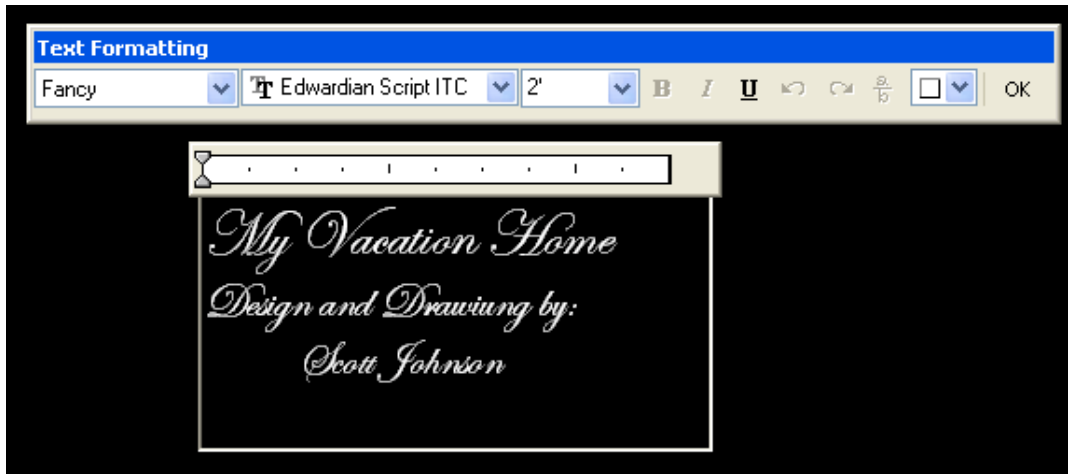 Text Formatting
Fancy Edwardian Script ITC 2' B I U a/b OK
My Vacation Home
Design and Drawiung by:
Scott Johnson